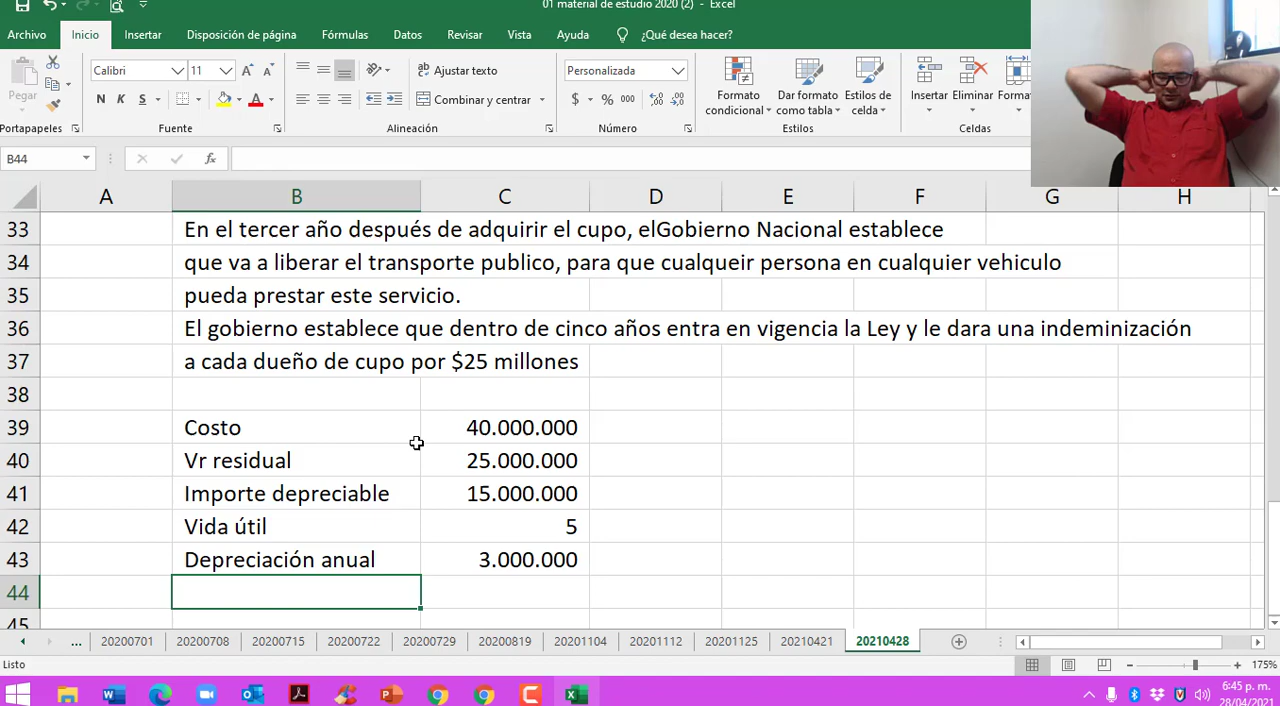 01 material de estudio 2020 (2) - Excel
Archivo Inicio Insertar Disposición de página Fórmulas Datos Revisar Vista Ayuda ¿Qué desea hacer?
Pegar
Calibri 11
N K S
Ajustar texto
Combinar y centrar
Personalizada
$ % 000
Formato condicional
Dar formato como tabla
Estilos de celda
Insertar Eliminar Format
Portapapeles Fuente Alineación Número Estilos Celdas
B44 fx
A B C D E F G H
33 En el tercer año después de adquirir el cupo, elGobierno Nacional establece
34 que va a liberar el transporte publico, para que cualqueir persona en cualquier vehiculo
35 pueda prestar este servicio.
36 El gobierno establece que dentro de cinco años entra en vigencia la Ley y le dara una indeminización
37 a cada dueño de cupo por $25 millones
38
39 Costo 40.000.000
40 Vr residual 25.000.000
41 Importe depreciable 15.000.000
42 Vida útil 5
43 Depreciación anual 3.000.000
44
45
... 20200701 20200708 20200715 20200722 20200729 20200819 20201104 20201112 20201125 20210421 20210428
Listo 175%
6:45 p. m.
28/04/2021